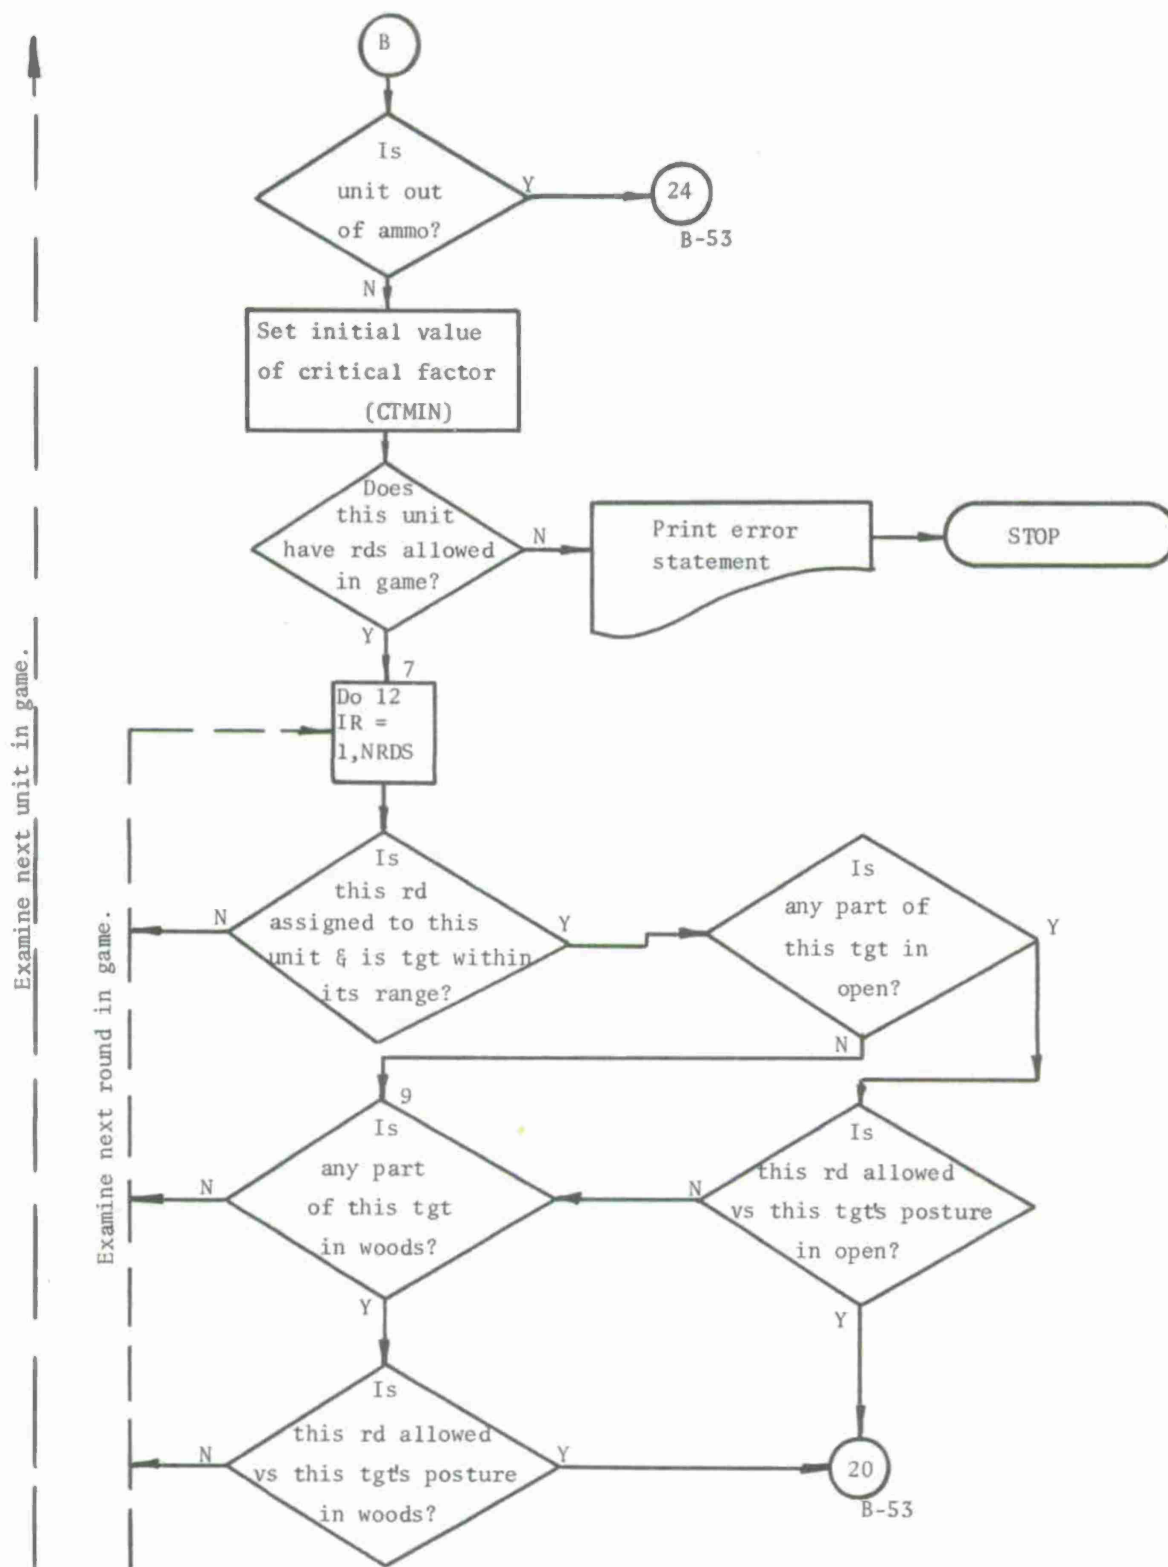 B
Is
unit out
of ammo?
Y
24
B-53
N
Set initial value
of critical factor
(CTMIN)
Does
this unit
have rds allowed
in game?
N
Print error
statement
STOP
Y
7
Do 12
IR =
1,NRDS
Examine next unit in game.
Examine next round in game.
Is
this rd
assigned to this
unit & is tgt within
its range?
N
Y
Is
any part of
this tgt in
open?
Y
N
9
Is
any part
of this tgt
in woods?
N
Y
Is
this rd allowed
vs this tgt's posture
in open?
N
Y
Is
this rd allowed
vs this tgt's posture
in woods?
N
Y
20
B-53